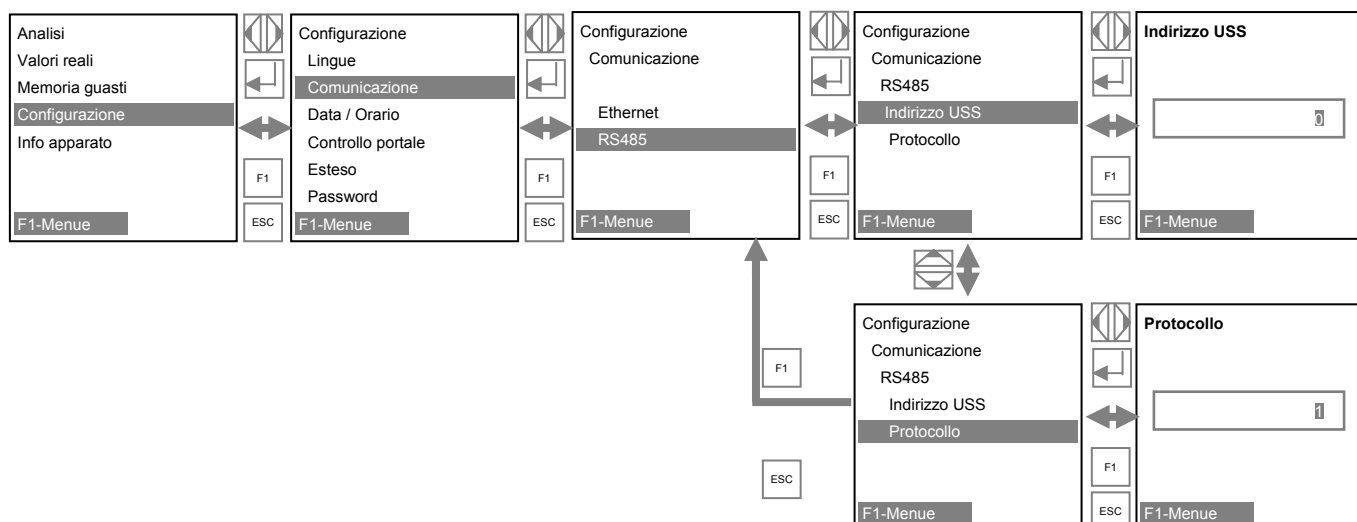 Analisi
Valori reali
Memoria guasti
Configurazione
Info apparato
F1-Menue
F1
ESC
Configurazione
Lingue
Comunicazione
Data / Orario
Controllo portale
Esteso
Password
F1-Menue
F1
ESC
Configurazione
Comunicazione
Ethernet
RS485
F1-Menue
F1
ESC
Configurazione
Comunicazione
RS485
Indirizzo USS
Protocollo
F1-Menue
F1
ESC
Indirizzo USS
0
F1-Menue
F1
ESC
Configurazione
Comunicazione
RS485
Indirizzo USS
Protocollo
F1-Menue
F1
ESC
Protocollo
1
F1-Menue